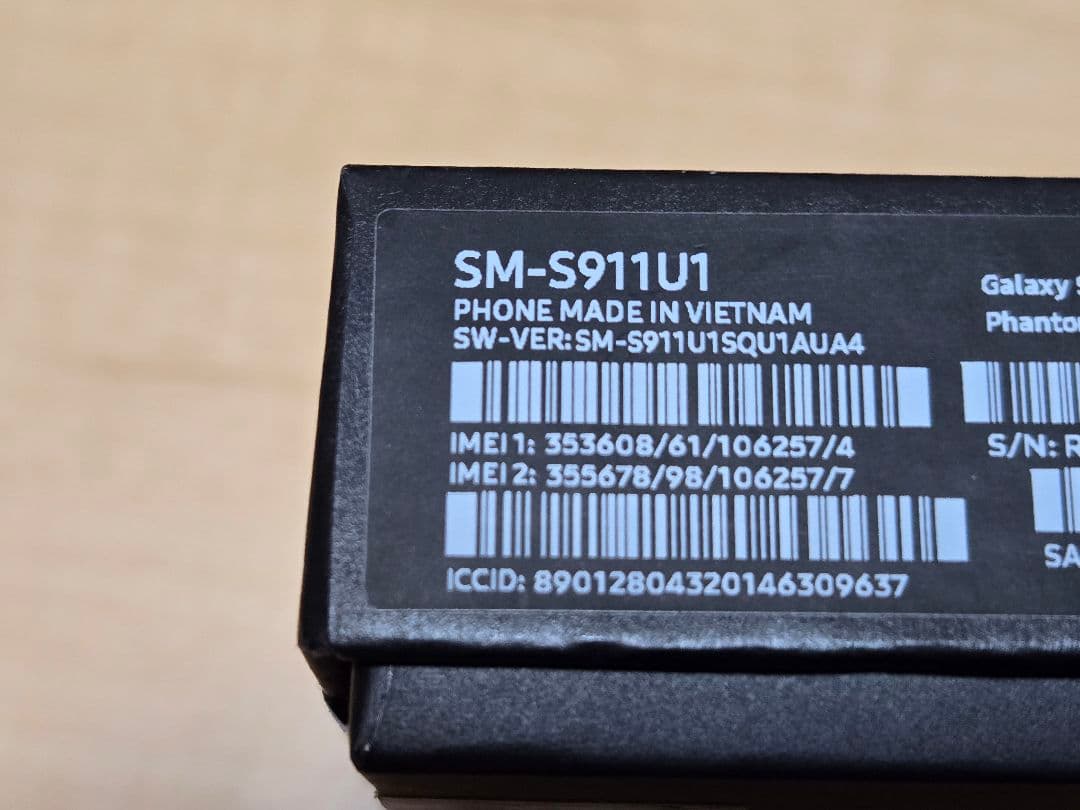 SM-S911U1
PHONE MADE IN VIETNAM
SW-VER:SM-S911U1SQU1AUA4
IMEI 1: 353608/61/106257/4
IMEI 2: 355678/98/106257/7
ICCID: 89012804320146309637
Galaxy
S/N: